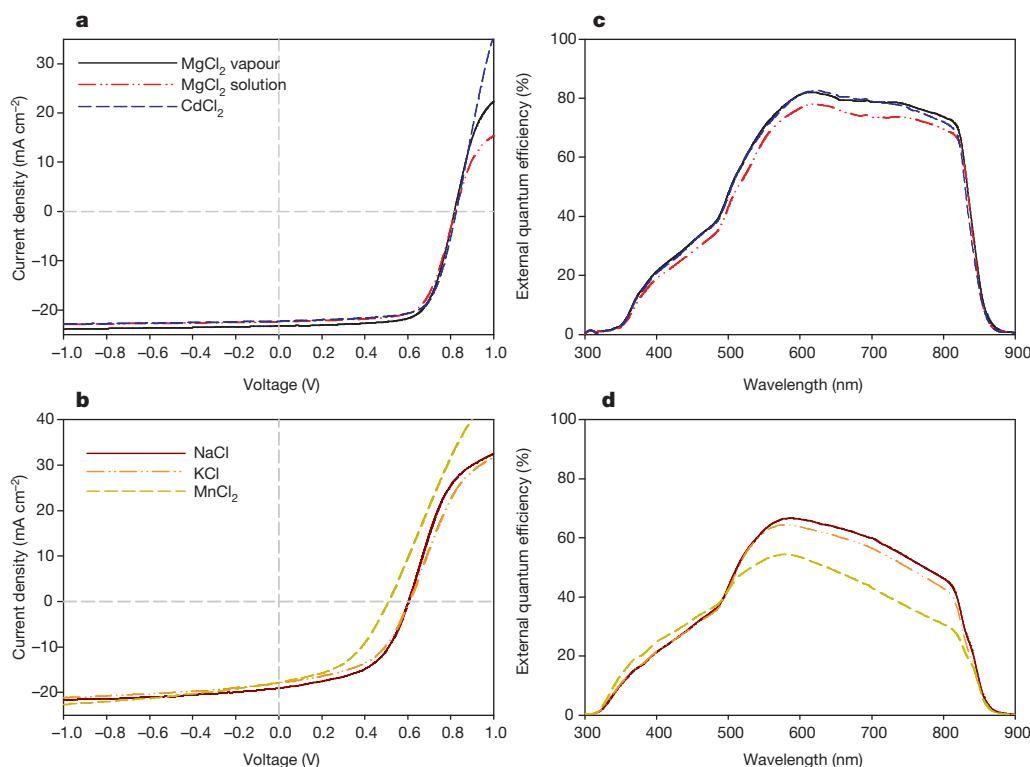 a
MgCl₂ vapour
MgCl₂ solution
CdCl₂
30
20
10
0
−10
−20
Current density (mA cm⁻²)
−1.0 −0.8 −0.6 −0.4 −0.2 0.0 0.2 0.4 0.6 0.8 1.0
Voltage (V)
c
100
80
60
40
20
0
External quantum efficiency (%)
300 400 500 600 700 800 900
Wavelength (nm)
b
NaCl
KCl
MnCl₂
40
30
20
10
0
−10
−20
Current density (mA cm⁻²)
−1.0 −0.8 −0.6 −0.4 −0.2 0.0 0.2 0.4 0.6 0.8 1.0
Voltage (V)
d
100
80
60
40
20
0
External quantum efficiency (%)
300 400 500 600 700 800 900
Wavelength (nm)